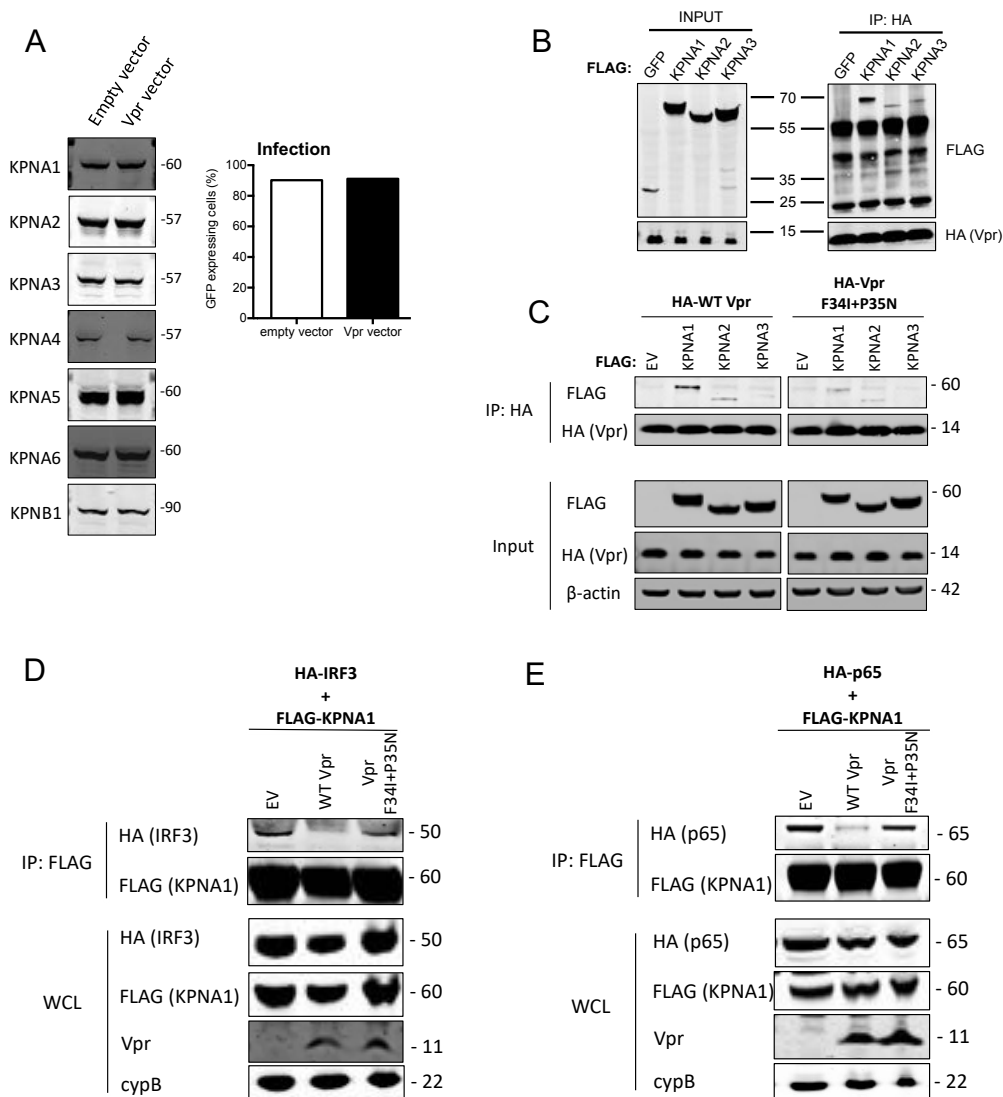 A
Empty vector
Vpr vector
KPNA1
-60
KPNA2
-57
KPNA3
-57
KPNA4
-57
KPNA5
-60
KPNA6
-60
KPNB1
-90
Infection
GFP expressing cells (%)
100
80
60
40
20
0
empty vector
Vpr vector
B
INPUT
IP: HA
FLAG:
GFP
KPNA1
KPNA2
KPNA3
GFP
KPNA1
KPNA2
KPNA3
70
55
35
25
15
FLAG
HA (Vpr)
C
HA-WT Vpr
HA-Vpr
F34I+P35N
FLAG:
EV
KPNA1
KPNA2
KPNA3
EV
KPNA1
KPNA2
KPNA3
IP: HA
FLAG
- 60
HA (Vpr)
- 14
Input
FLAG
- 60
HA (Vpr)
- 14
β-actin
- 42
D
HA-IRF3
+
FLAG-KPNA1
EV
WT Vpr
Vpr
F34I+P35N
IP: FLAG
HA (IRF3)
- 50
FLAG (KPNA1)
- 60
WCL
HA (IRF3)
- 50
FLAG (KPNA1)
- 60
Vpr
- 11
cypB
- 22
E
HA-p65
+
FLAG-KPNA1
EV
WT Vpr
Vpr
F34I+P35N
IP: FLAG
HA (p65)
- 65
FLAG (KPNA1)
- 60
WCL
HA (p65)
- 65
FLAG (KPNA1)
- 60
Vpr
- 11
cypB
- 22